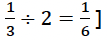 1/3 ÷ 2 = 1/6 ]